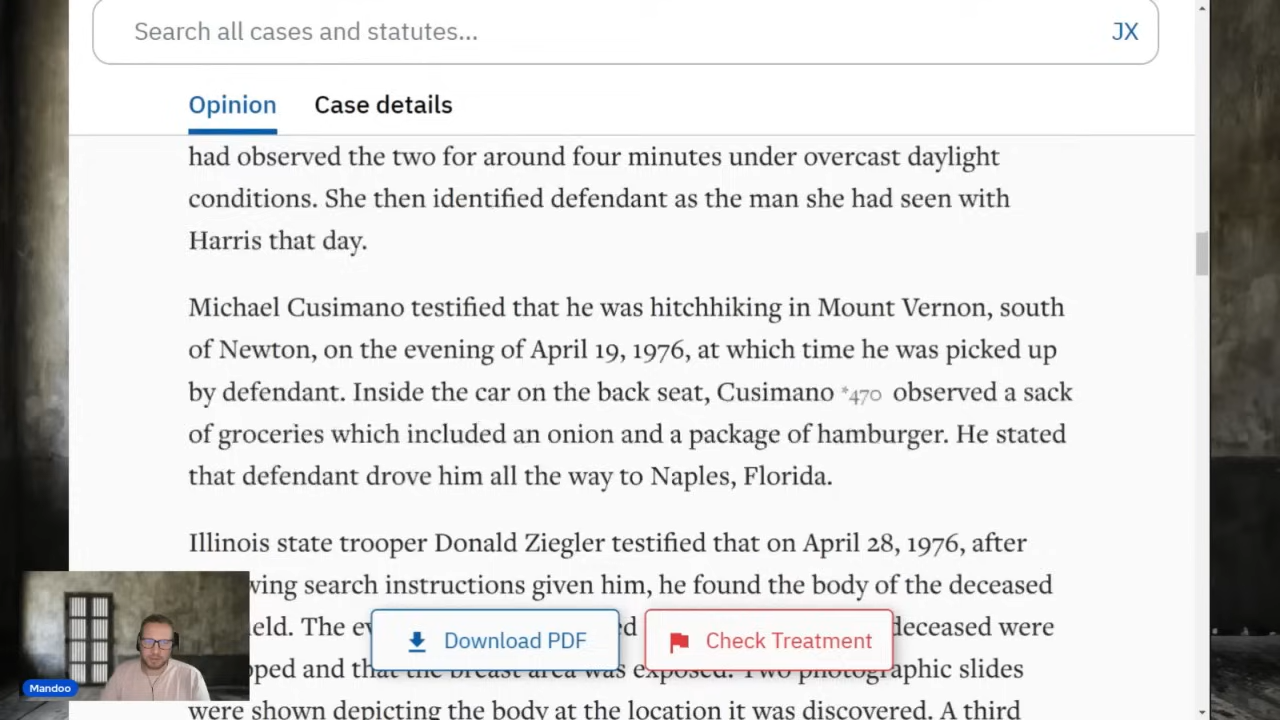 Search all cases and statutes...
JX
Opinion
Case details
had observed the two for around four minutes under overcast daylight
conditions. She then identified defendant as the man she had seen with
Harris that day.
Michael Cusimano testified that he was hitchhiking in Mount Vernon, south
of Newton, on the evening of April 19, 1976, at which time he was picked up
by defendant. Inside the car on the back seat, Cusimano *470 observed a sack
of groceries which included an onion and a package of hamburger. He stated
that defendant drove him all the way to Naples, Florida.
Illinois state trooper Donald Ziegler testified that on April 28, 1976, after
wing search instructions given him, he found the body of the deceased
eld. The ev ed deceased were
Download PDF
Check Treatment
pped and that the breast area was exposed. Two photographic slides
were shown depicting the body at the location it was discovered. A third
Mandoo